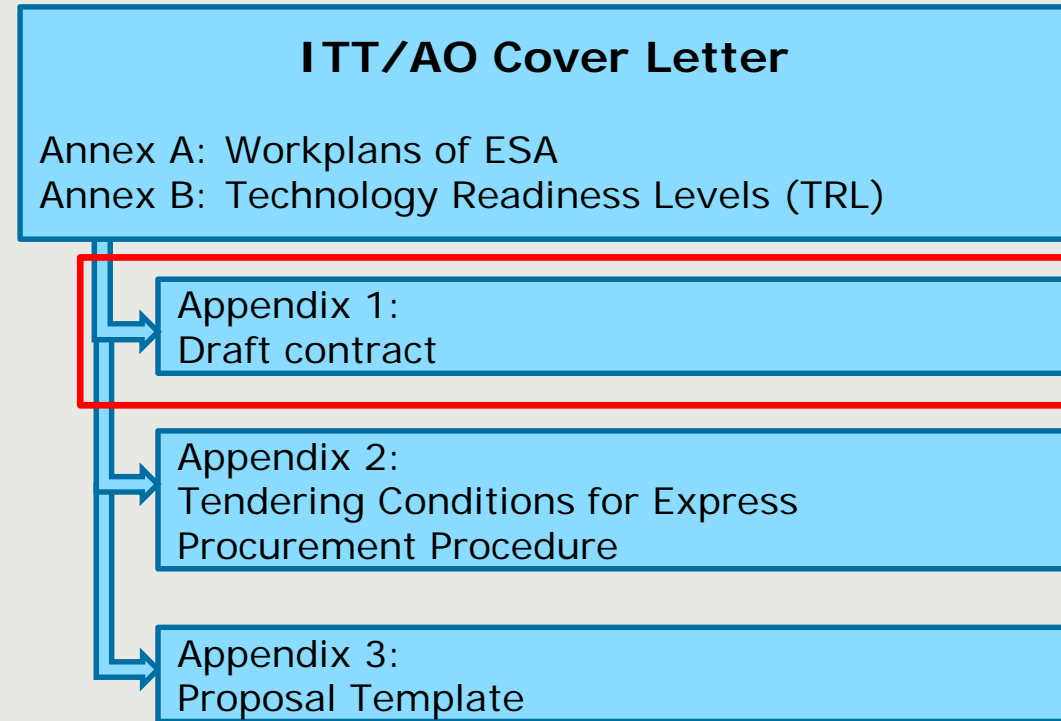 ITT/AO Cover Letter
Annex A: Workplans of ESA
Annex B: Technology Readiness Levels (TRL)
Appendix 1:
Draft contract
Appendix 2:
Tendering Conditions for Express
Procurement Procedure
Appendix 3:
Proposal Template